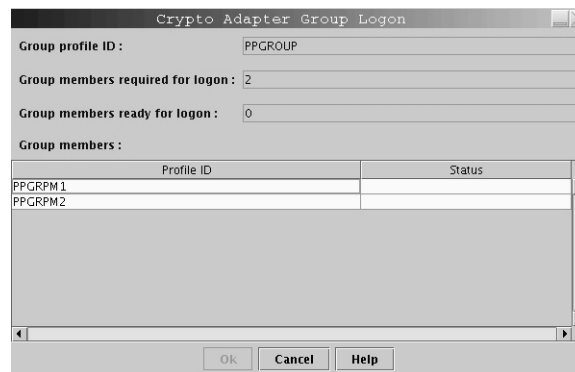 Crypto Adapter Group Logon
Group profile ID : PPGROUP
Group members required for logon : 2
Group members ready for logon : 0
Group members :
Profile ID Status
PPGRPM1
PPGRPM2
Ok Cancel Help